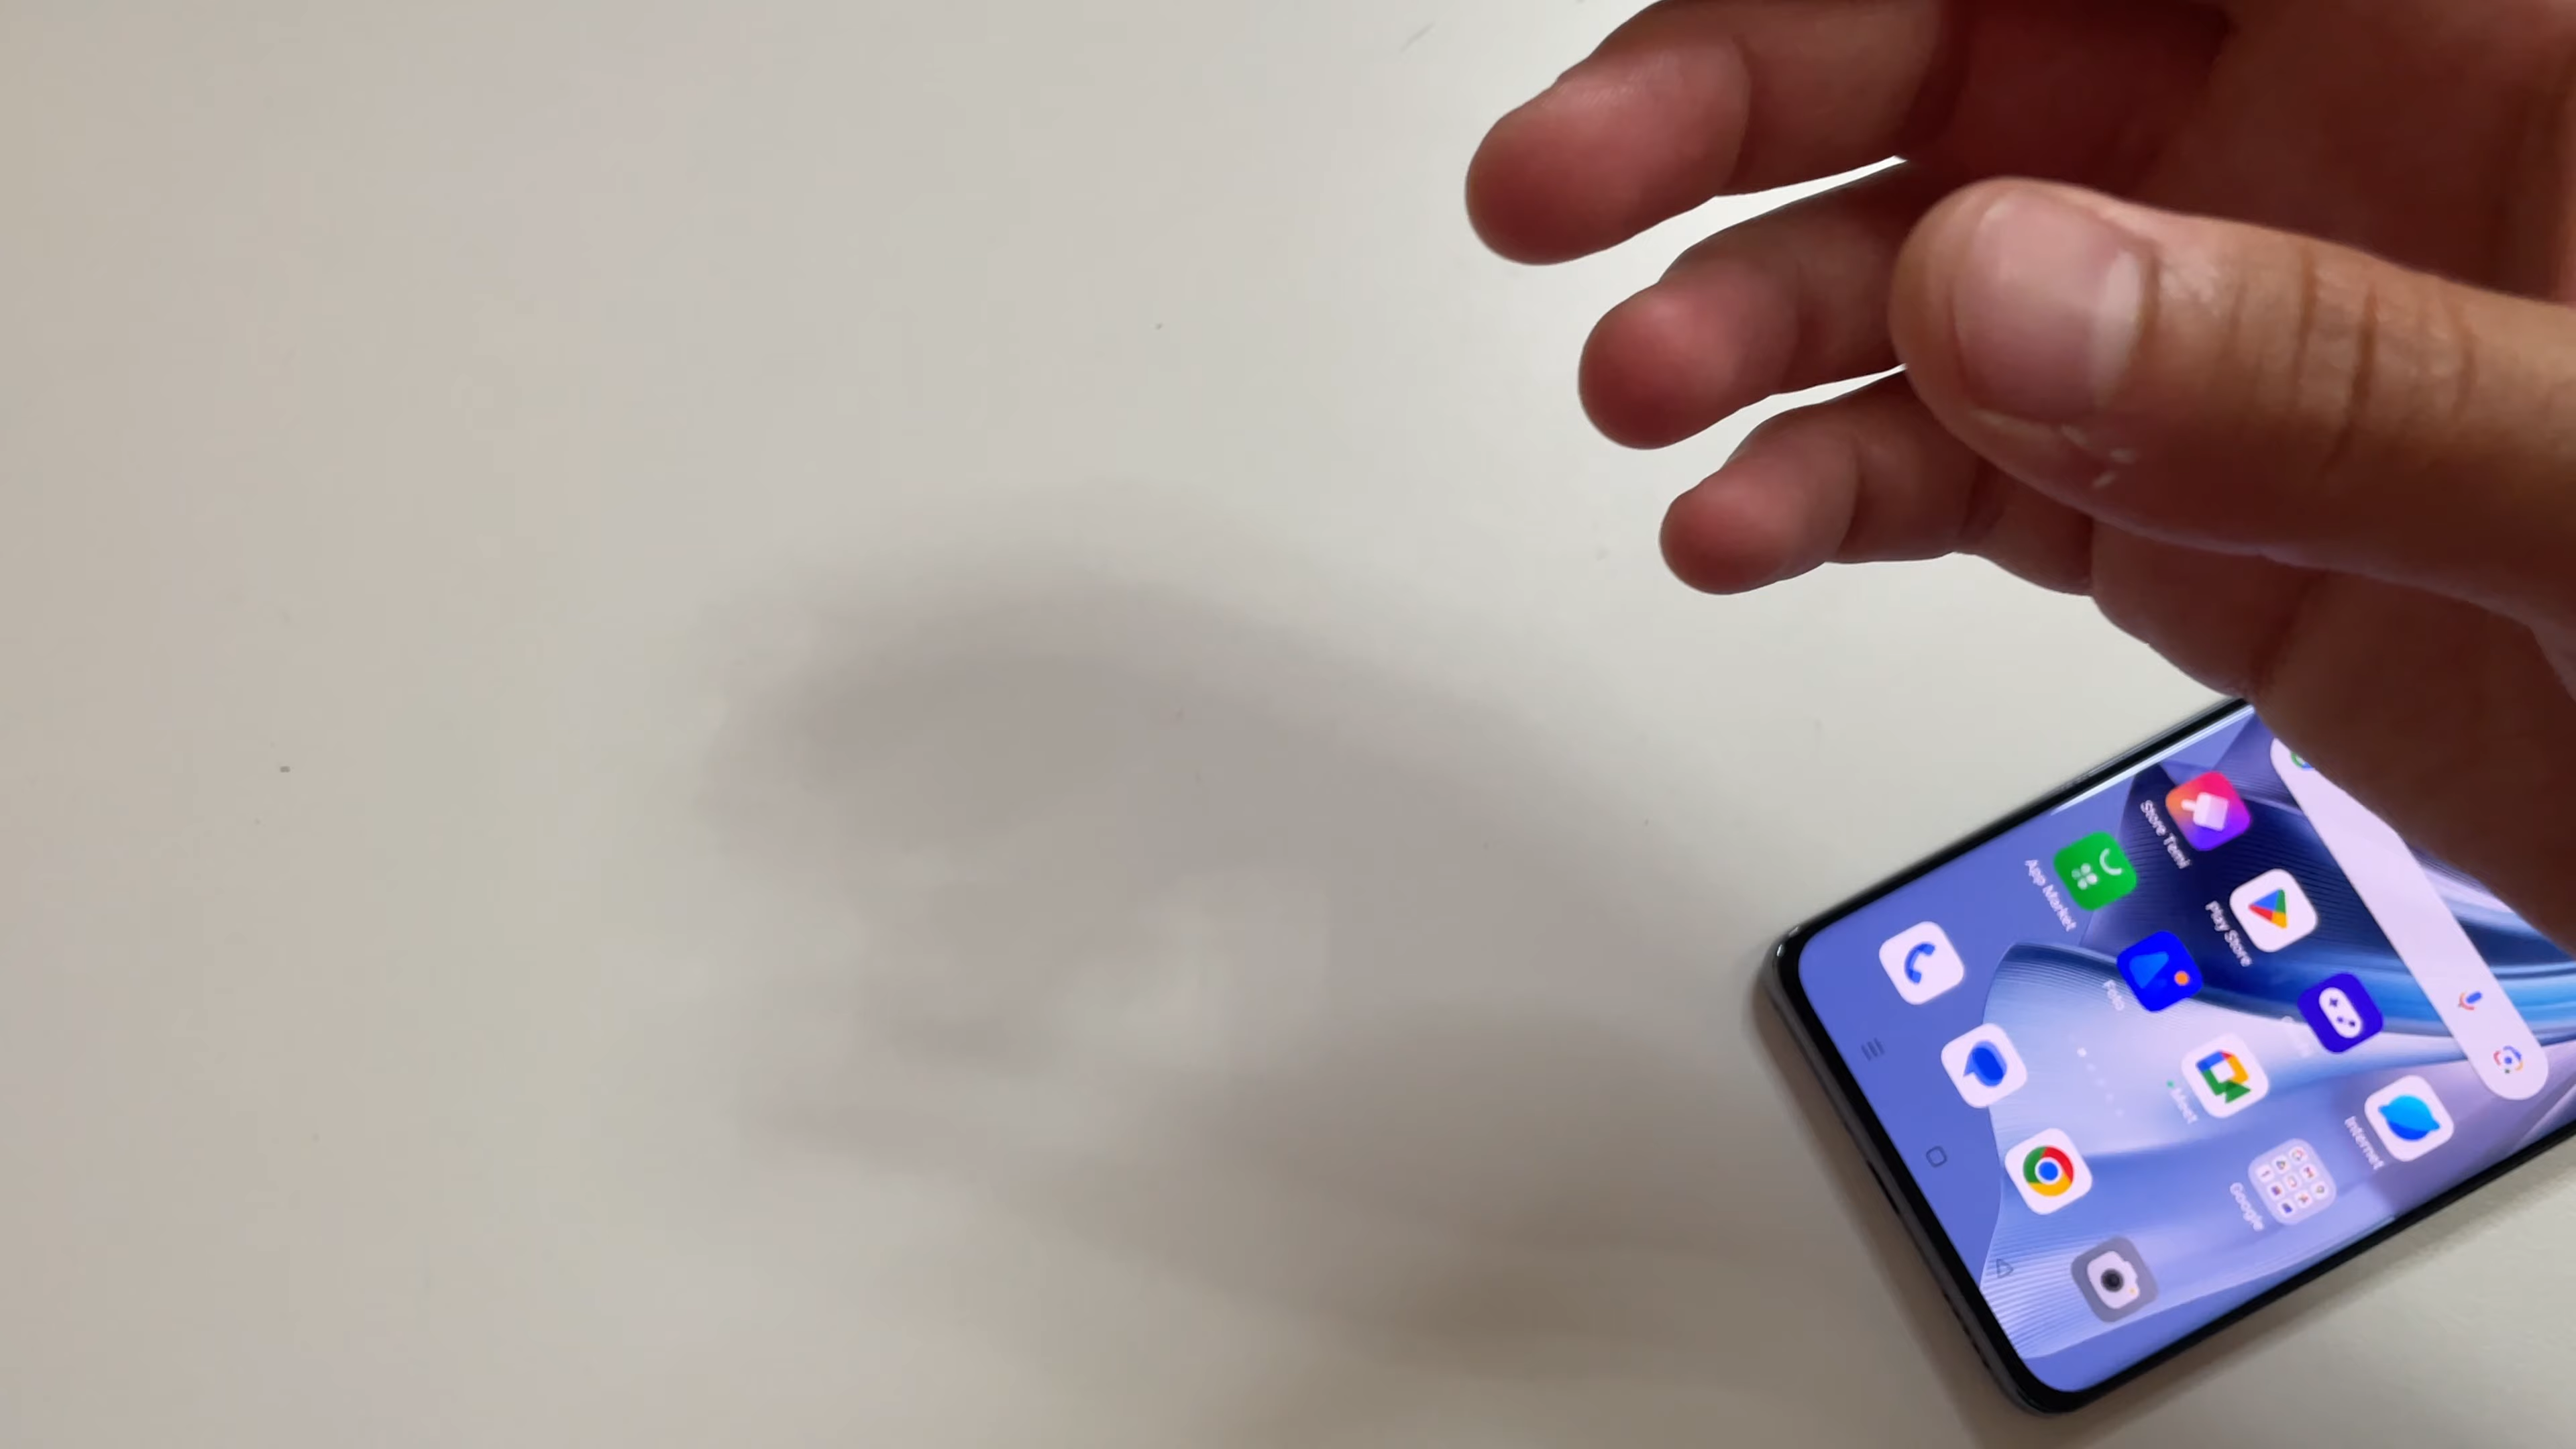 Store Temi
App Market
Play Store
Foto
Meet
Internet
Google